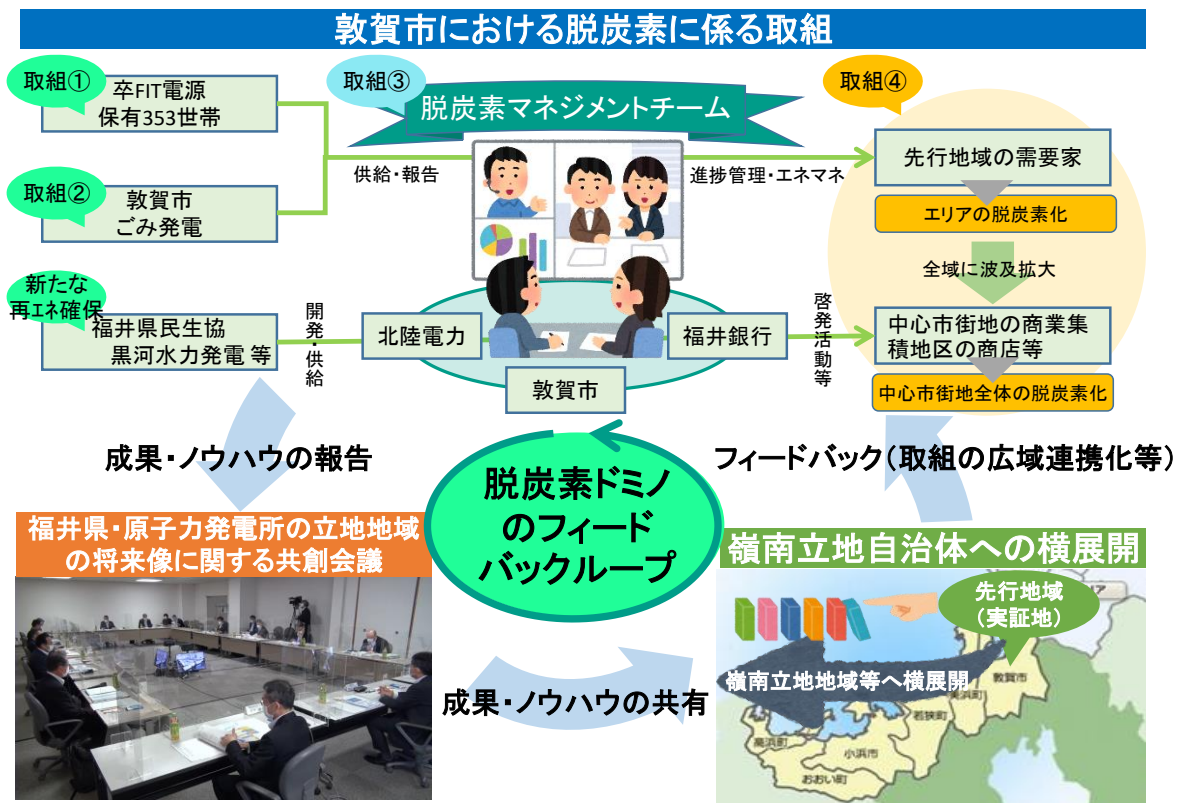 敦賀市における脱炭素に係る取組
取組①
卒FIT電源
保有353世帯
取組②
敦賀市
ごみ発電
新たな
再エネ確保
福井県民生協
黒河水力発電 等
供給・報告
開発・供給
取組③
脱炭素マネジメントチーム
北陸電力
福井銀行
敦賀市
進捗管理・エネマネ
啓発活動等
取組④
先行地域の需要家
エリアの脱炭素化
全域に波及拡大
中心市街地の商業集
積地区の商店等
中心市街地全体の脱炭素化
成果・ノウハウの報告
脱炭素ドミノ
のフィード
バックループ
フィードバック（取組の広域連携化等）
福井県・原子力発電所の立地地域
の将来像に関する共創会議
成果・ノウハウの共有
嶺南立地自治体への横展開
先行地域
（実証地）
嶺南立地地域等へ横展開
敦賀市
美浜町
若狭町
小浜市
高浜町
おおい町